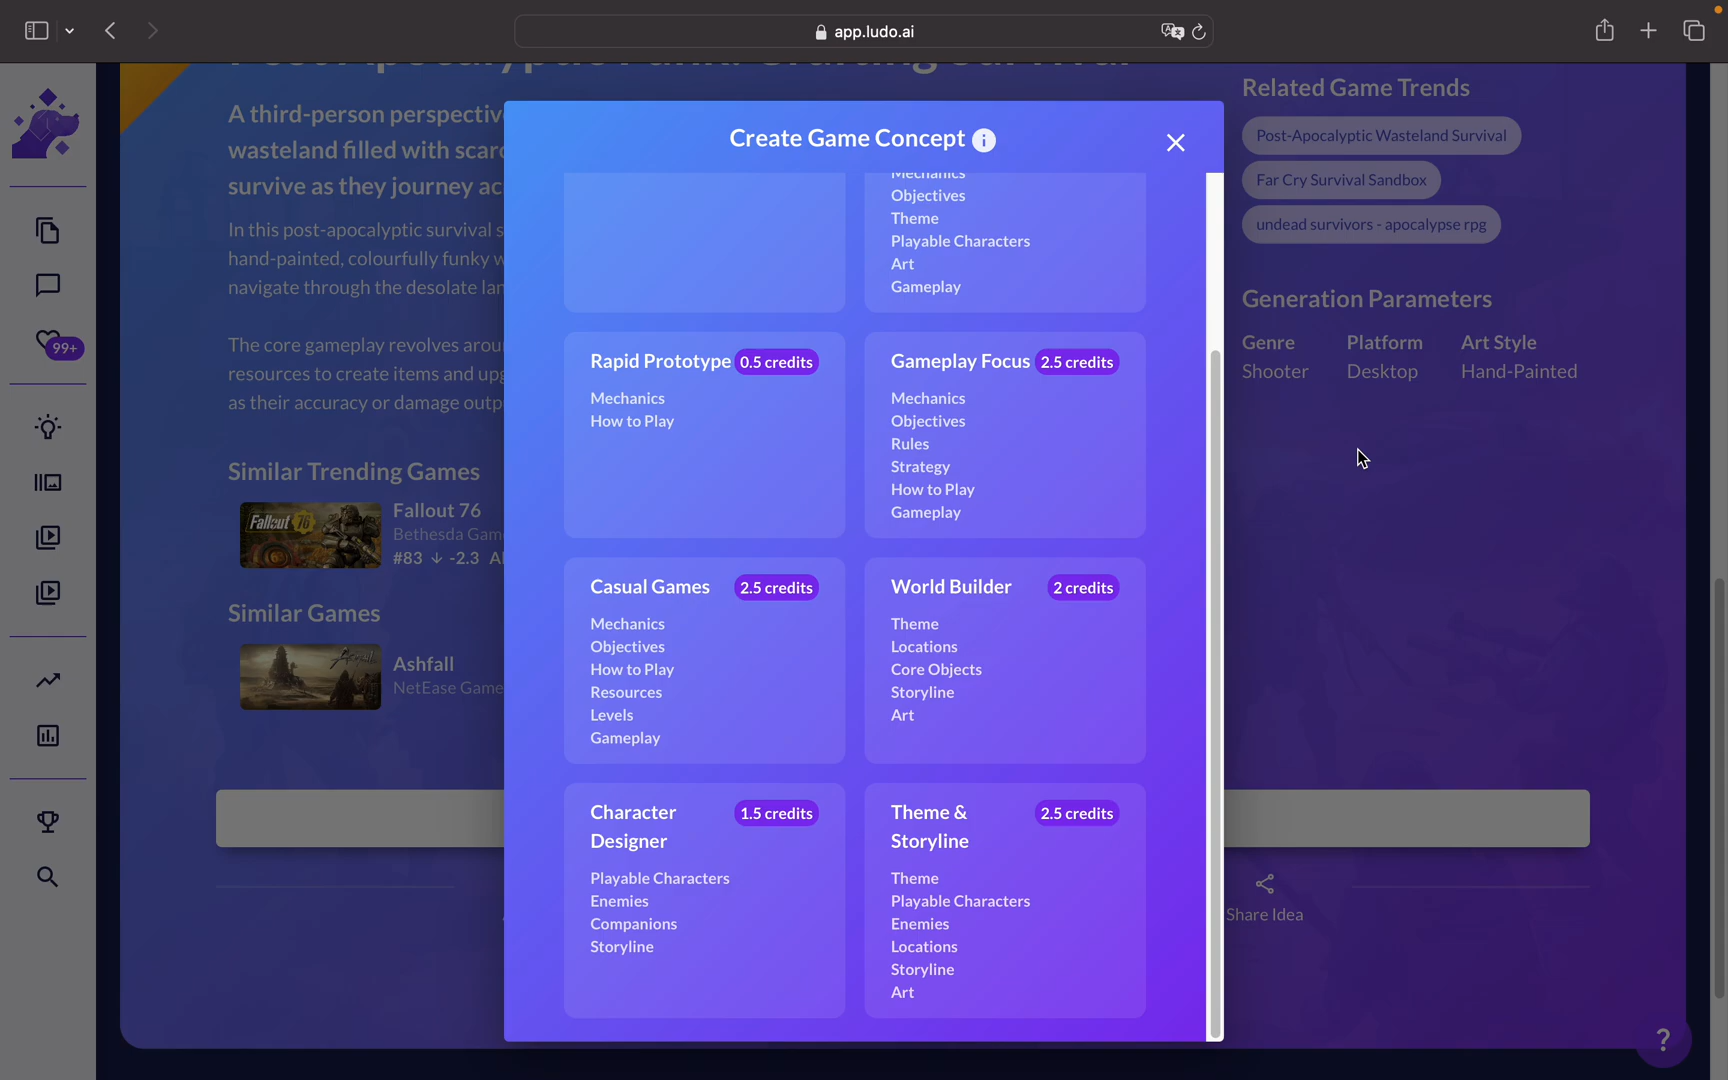 app.ludo.ai
A third-person perspective
wasteland filled with scarc
survive as they journey ac
In this post-apocalyptic survival s
hand-painted, colourfully funky w
navigate through the desolate lan
The core gameplay revolves arou
resources to create items and upg
as their accuracy or damage outp
Similar Trending Games
Fallout 76
Fallout 76
Bethesda Gam
#83 ↓ -2.3 Al
Similar Games
Ashfall
NetEase Game
99+
Create Game Concept i
Mechanics
Objectives
Theme
Playable Characters
Art
Gameplay
Rapid Prototype 0.5 credits
Mechanics
How to Play
Gameplay Focus 2.5 credits
Mechanics
Objectives
Rules
Strategy
How to Play
Gameplay
Casual Games 2.5 credits
Mechanics
Objectives
How to Play
Resources
Levels
Gameplay
World Builder 2 credits
Theme
Locations
Core Objects
Storyline
Art
Character 1.5 credits
Designer
Playable Characters
Enemies
Companions
Storyline
Theme & 2.5 credits
Storyline
Theme
Playable Characters
Enemies
Locations
Storyline
Art
Related Game Trends
Post-Apocalyptic Wasteland Survival
Far Cry Survival Sandbox
undead survivors - apocalypse rpg
Generation Parameters
Genre Platform Art Style
Shooter Desktop Hand-Painted
Share Idea
?